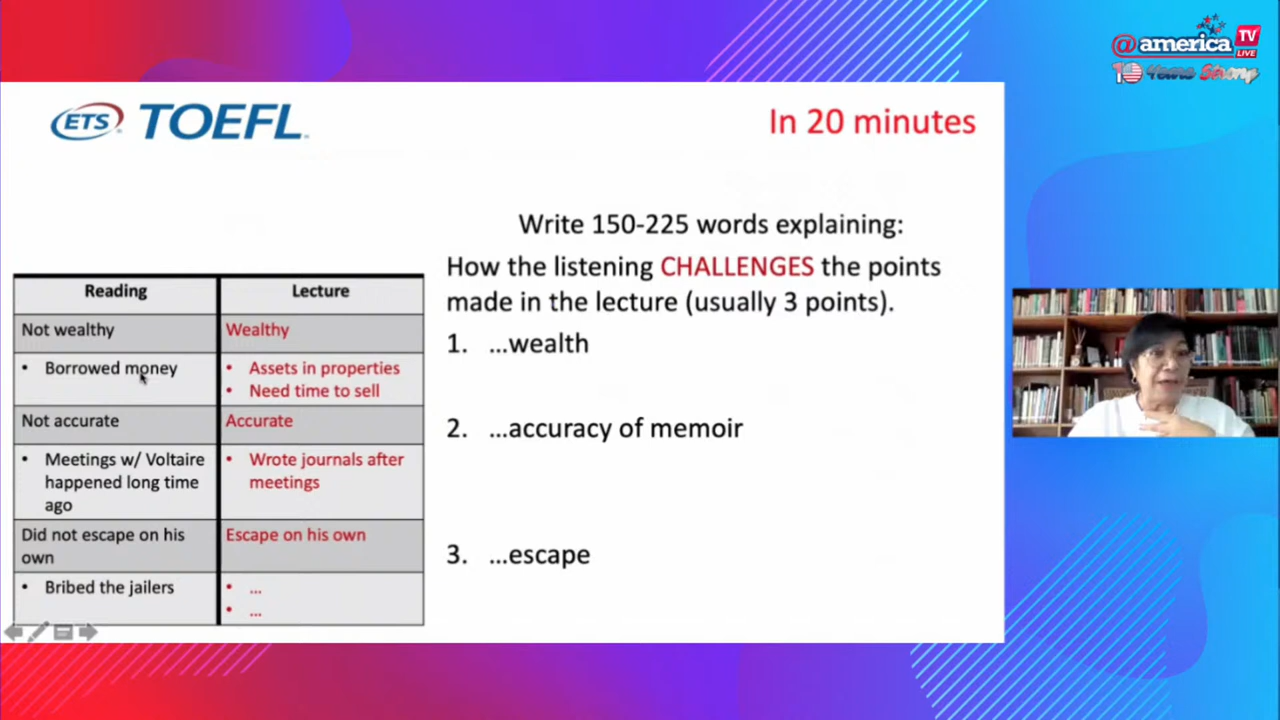 @america TV
LIVE
10 Years Strong
ETS TOEFL
In 20 minutes
Write 150-225 words explaining:
How the listening CHALLENGES the points
made in the lecture (usually 3 points).
1. ...wealth
2. ...accuracy of memoir
3. ...escape
Reading Lecture
Not wealthy Wealthy
• Borrowed money • Assets in properties
• Need time to sell
Not accurate Accurate
• Meetings w/ Voltaire • Wrote journals after
happened long time meetings
ago
Did not escape on his Escape on his own
own
• Bribed the jailers • ...
• ...